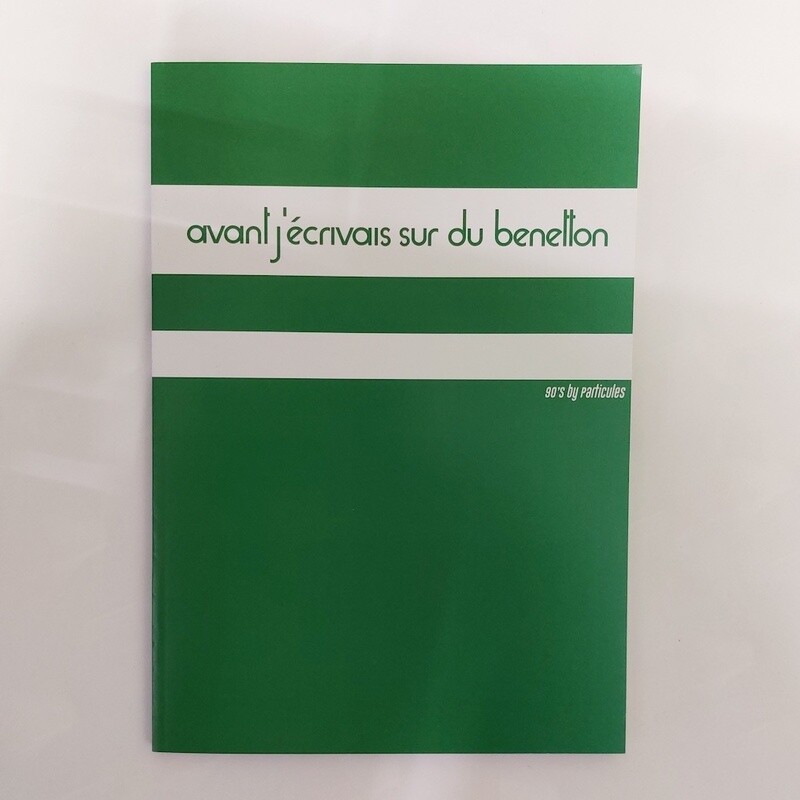 avant j'écrivais sur du benetton
90's by Particules